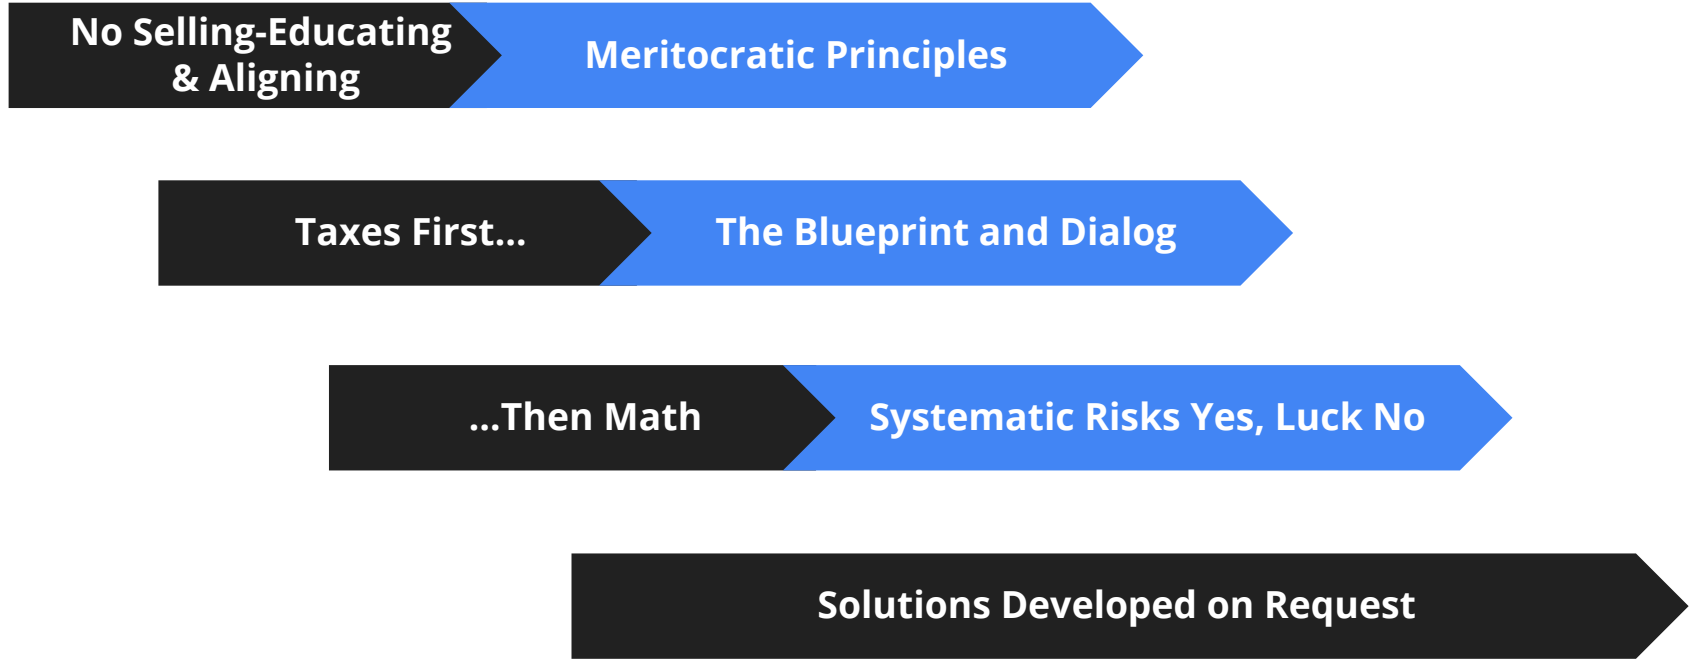 No Selling-Educating
& Aligning
Meritocratic Principles
Taxes First...
The Blueprint and Dialog
...Then Math
Systematic Risks Yes, Luck No
Solutions Developed on Request